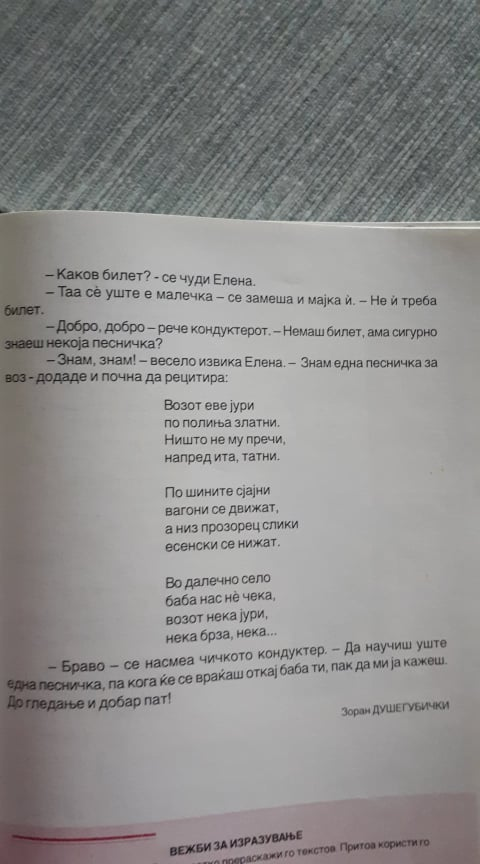 – Каков билет? - се чуди Елена.
– Таа сѐ уште е малечка – се замеша и мајка ѝ. – Не ѝ треба
билет.
– Добро, добро – рече кондуктерот. – Немаш билет, ама сигурно
знаеш некоја песничка?
– Знам, знам! – весело извика Елена. – Знам една песничка за
воз - додаде и почна да рецитира:
Возот еве јури
по полиња златни.
Ништо не му пречи,
напред ита, татни.
По шините сјајни
вагони се движат,
а низ прозорец слики
есенски се нижат.
Во далечно село
баба нас нѐ чека,
возот нека јури,
нека брза, нека...
– Браво – се насмеа чичкото кондуктер. – Да научиш уште
една песничка, па кога ќе се враќаш откај баба ти, пак да ми ја кажеш.
До гледање и добар пат!
Зоран ДУШЕГУБИЧКИ
ВЕЖБИ ЗА ИЗРАЗУВАЊЕ
прераскажи го текстов. Притоа користи го